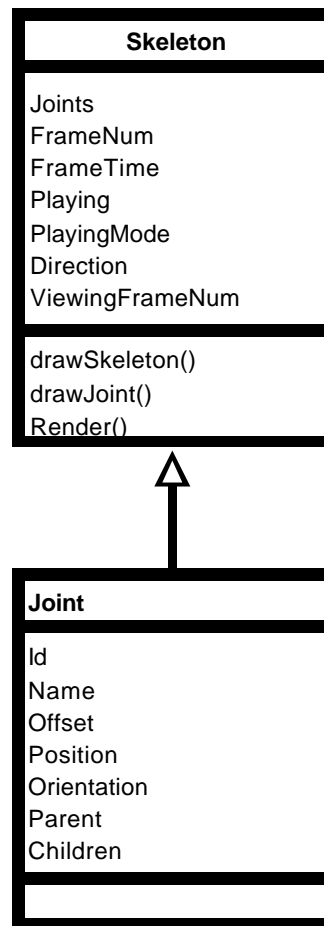 Skeleton
Joints
FrameNum
FrameTime
Playing
PlayingMode
Direction
ViewingFrameNum
drawSkeleton()
drawJoint()
Render()
Joint
Id
Name
Offset
Position
Orientation
Parent
Children